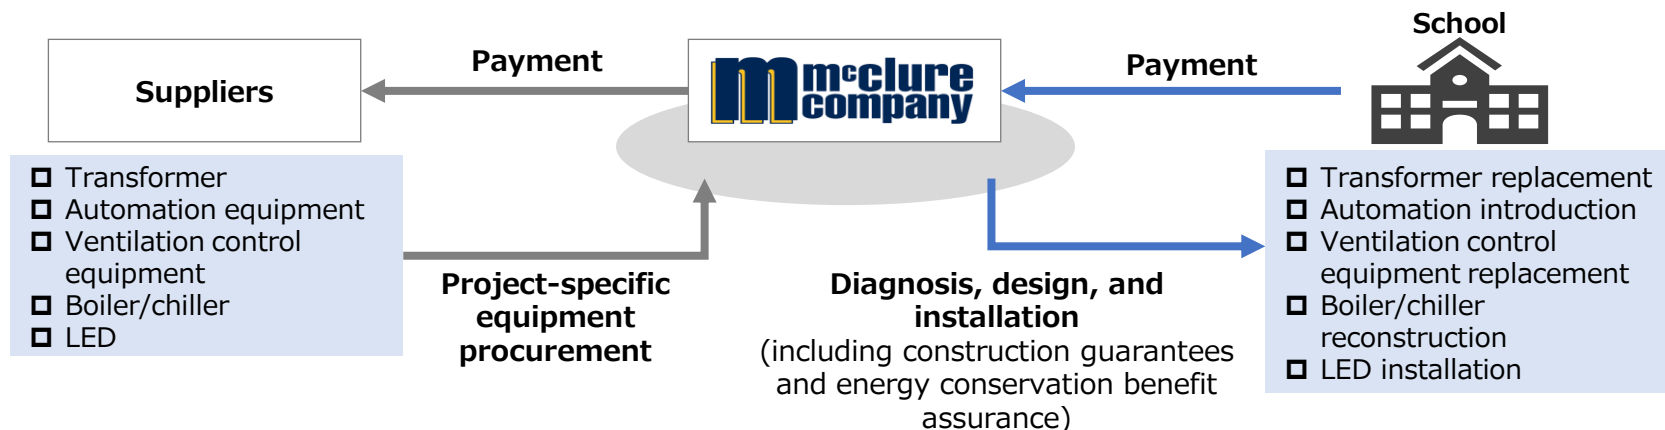 School
Payment
Payment
Suppliers
mcclure
company
Transformer
Automation equipment
Ventilation control
equipment
Boiler/chiller
LED
Project-specific
equipment
procurement
Diagnosis, design, and
installation
(including construction guarantees
and energy conservation benefit
assurance)
Transformer replacement
Automation introduction
Ventilation control
equipment replacement
Boiler/chiller
reconstruction
LED installation